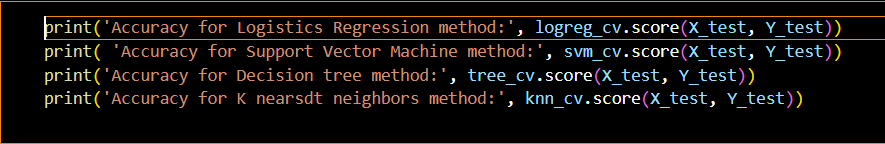 print('Accuracy for Logistics Regression method:', logreg_cv.score(X_test, Y_test))
print( 'Accuracy for Support Vector Machine method:', svm_cv.score(X_test, Y_test))
print('Accuracy for Decision tree method:', tree_cv.score(X_test, Y_test))
print('Accuracy for K nearsdt neighbors method:', knn_cv.score(X_test, Y_test))